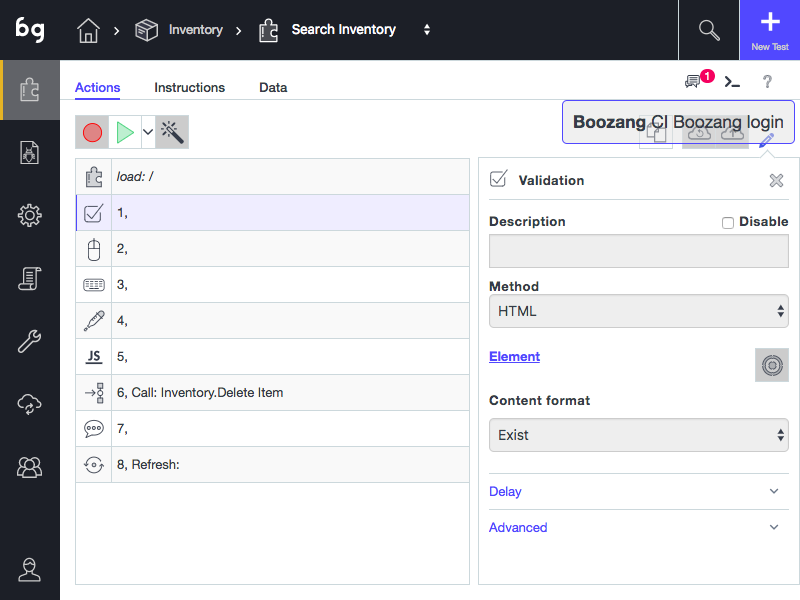 bg
Inventory
Search Inventory
New Test
Actions
Instructions
Data
1
Boozang CI Boozang login
load: /
1,
2,
3,
4,
JS 5,
6, Call: Inventory.Delete Item
7,
8, Refresh:
Validation
Description
Disable
Method
HTML
Element
Content format
Exist
Delay
Advanced